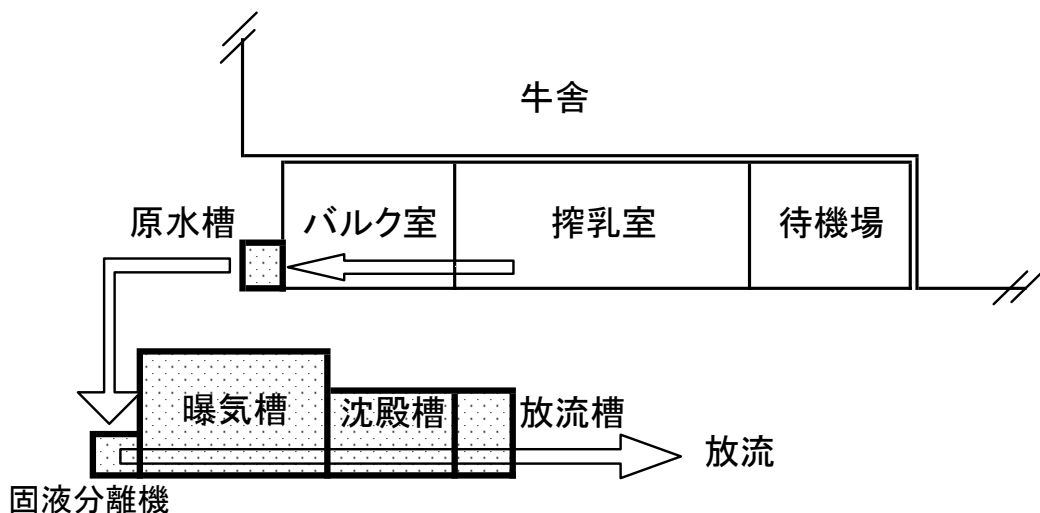 牛舎
原水槽
バルク室
搾乳室
待機場
曝気槽
沈殿槽
放流槽
放流
固液分離機